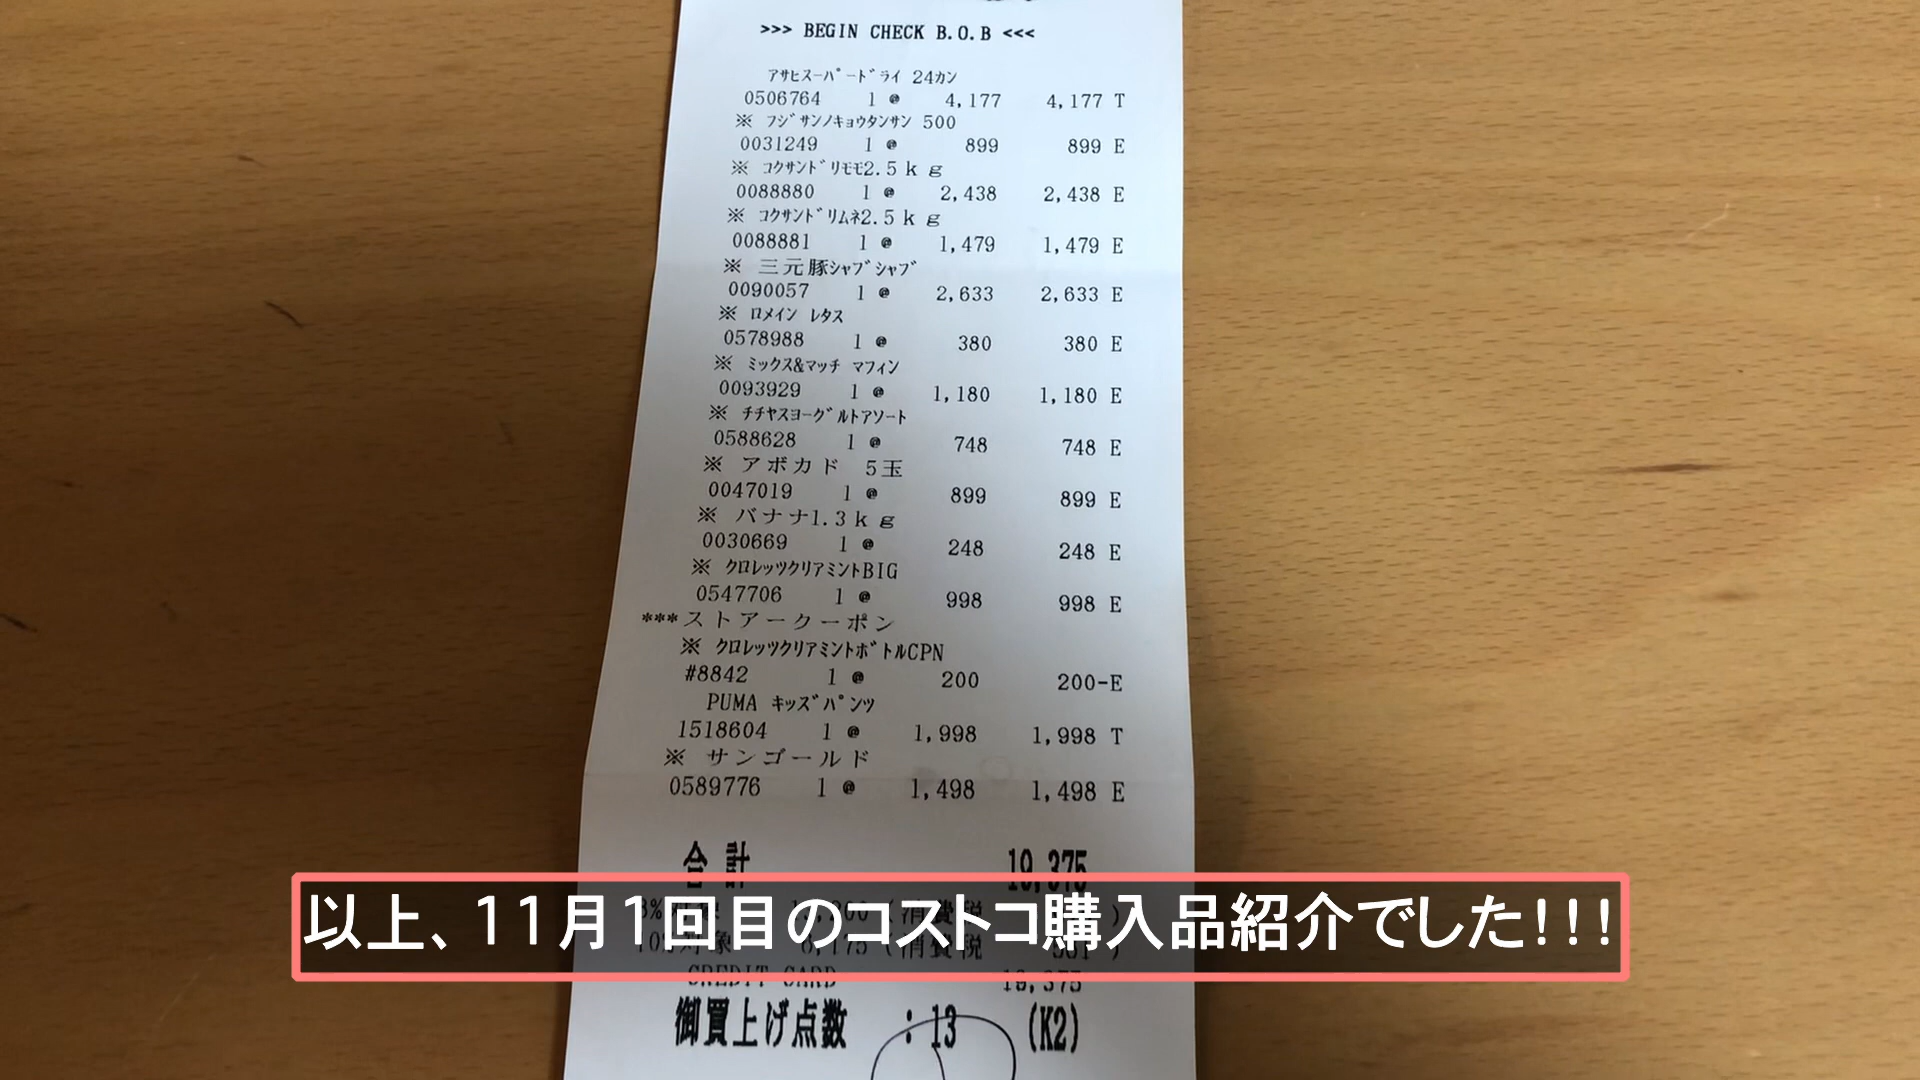 >>> BEGIN CHECK B.O.B <<<
ｱｻﾋｽｰﾊﾟｰﾄﾞﾗｲ 24ｶﾝ
0506764 1 @ 4,177 4,177 T
※ ﾌｼﾞｻﾝﾉｷｮｳﾀﾝｻﾝ 500
0031249 1 @ 899 899 E
※ ｺｸｻﾝﾄﾞﾘﾓﾓ2.5ｋｇ
0088880 1 @ 2,438 2,438 E
※ ｺｸｻﾝﾄﾞﾘﾑﾈ2.5ｋｇ
0088881 1 @ 1,479 1,479 E
※ 三元豚ｼｬﾌﾞｼｬﾌﾞ
0090057 1 @ 2,633 2,633 E
※ ﾛﾒｲﾝ ﾚﾀｽ
0578988 1 @ 380 380 E
※ ﾐｯｸｽ&ﾏｯﾁ ﾏﾌｨﾝ
0093929 1 @ 1,180 1,180 E
※ ﾁﾁﾔｽﾖｰｸﾞﾙﾄｱｿｰﾄ
0588628 1 @ 748 748 E
※ アボカド 5玉
0047019 1 @ 899 899 E
※ バナナ1.3ｋｇ
0030669 1 @ 248 248 E
※ ｸﾛﾚｯﾂｸﾘｱﾐﾝﾄBIG
0547706 1 @ 998 998 E
***ストアークーポン
※ ｸﾛﾚｯﾂｸﾘｱﾐﾝﾄﾎﾞﾄﾙCPN
#8842 1 @ 200 200-E
PUMA ｷｯｽﾞﾊﾟﾝﾂ
1518604 1 @ 1,998 1,998 T
※ サンゴールド
0589776 1 @ 1,498 1,498 E
合計 19,375
以上、11月1回目のコストコ購入品紹介でした!!!
CREDIT CARD 19,375
御買上げ点数 : 13 (K2)